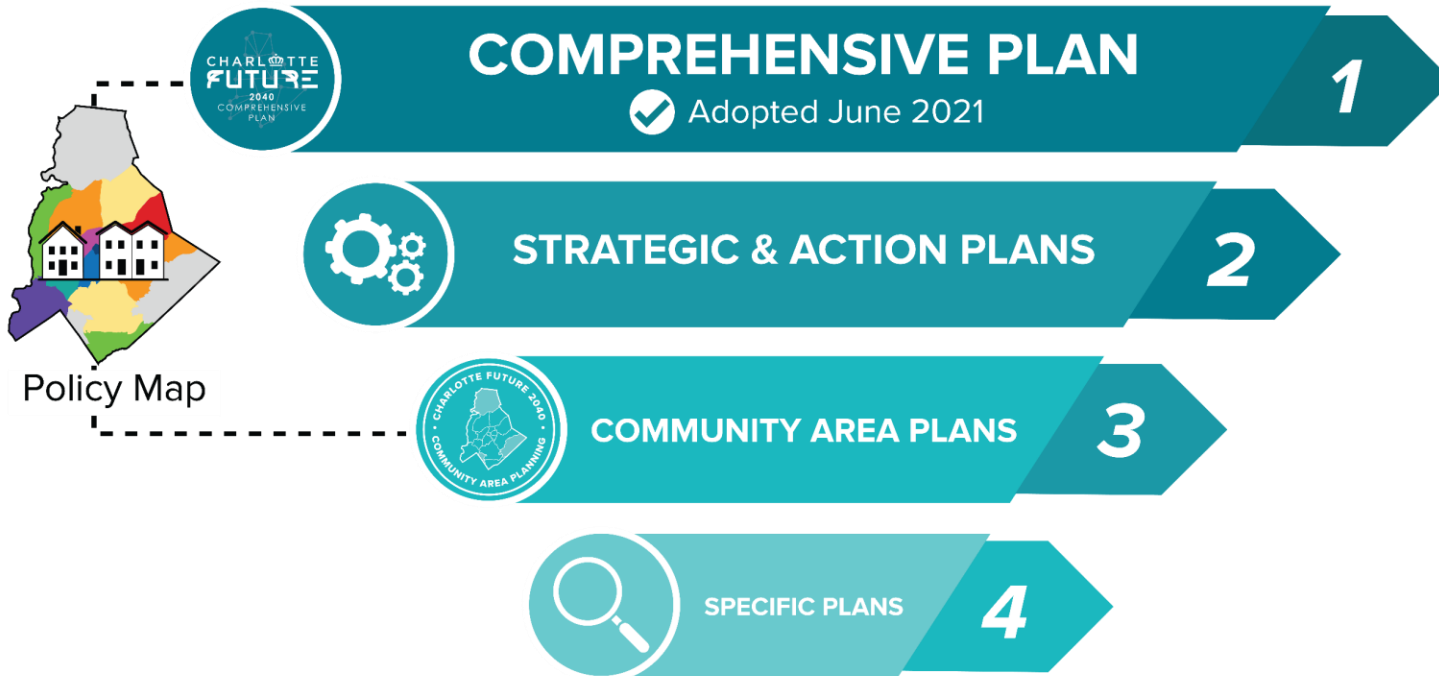 CHARLOTTE
FUTURE
2040
COMPREHENSIVE
PLAN
COMPREHENSIVE PLAN
Adopted June 2021
1
STRATEGIC & ACTION PLANS
2
Policy Map
CHARLOTTE FUTURE 2040
COMMUNITY AREA PLANNING
COMMUNITY AREA PLANS
3
SPECIFIC PLANS
4